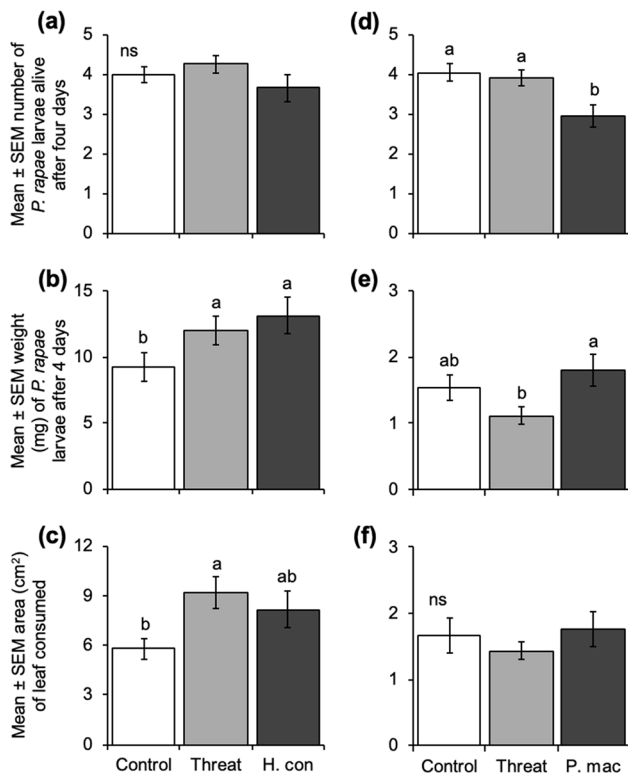 (a)
Mean ± SEM number of
P. rapae larvae alive
after four days
5
4
3
2
1
0
ns
(d)
5
4
3
2
1
0
a
a
b
(b)
Mean ± SEM weight
(mg) of P. rapae
larvae after 4 days
15
10
5
0
b
a
a
(e)
3
2
1
0
ab
b
a
(c)
Mean ± SEM area (cm²)
of leaf consumed
12
9
6
3
0
b
a
ab
Control Threat H. con
(f)
3
2
1
0
ns
Control Threat P. mac